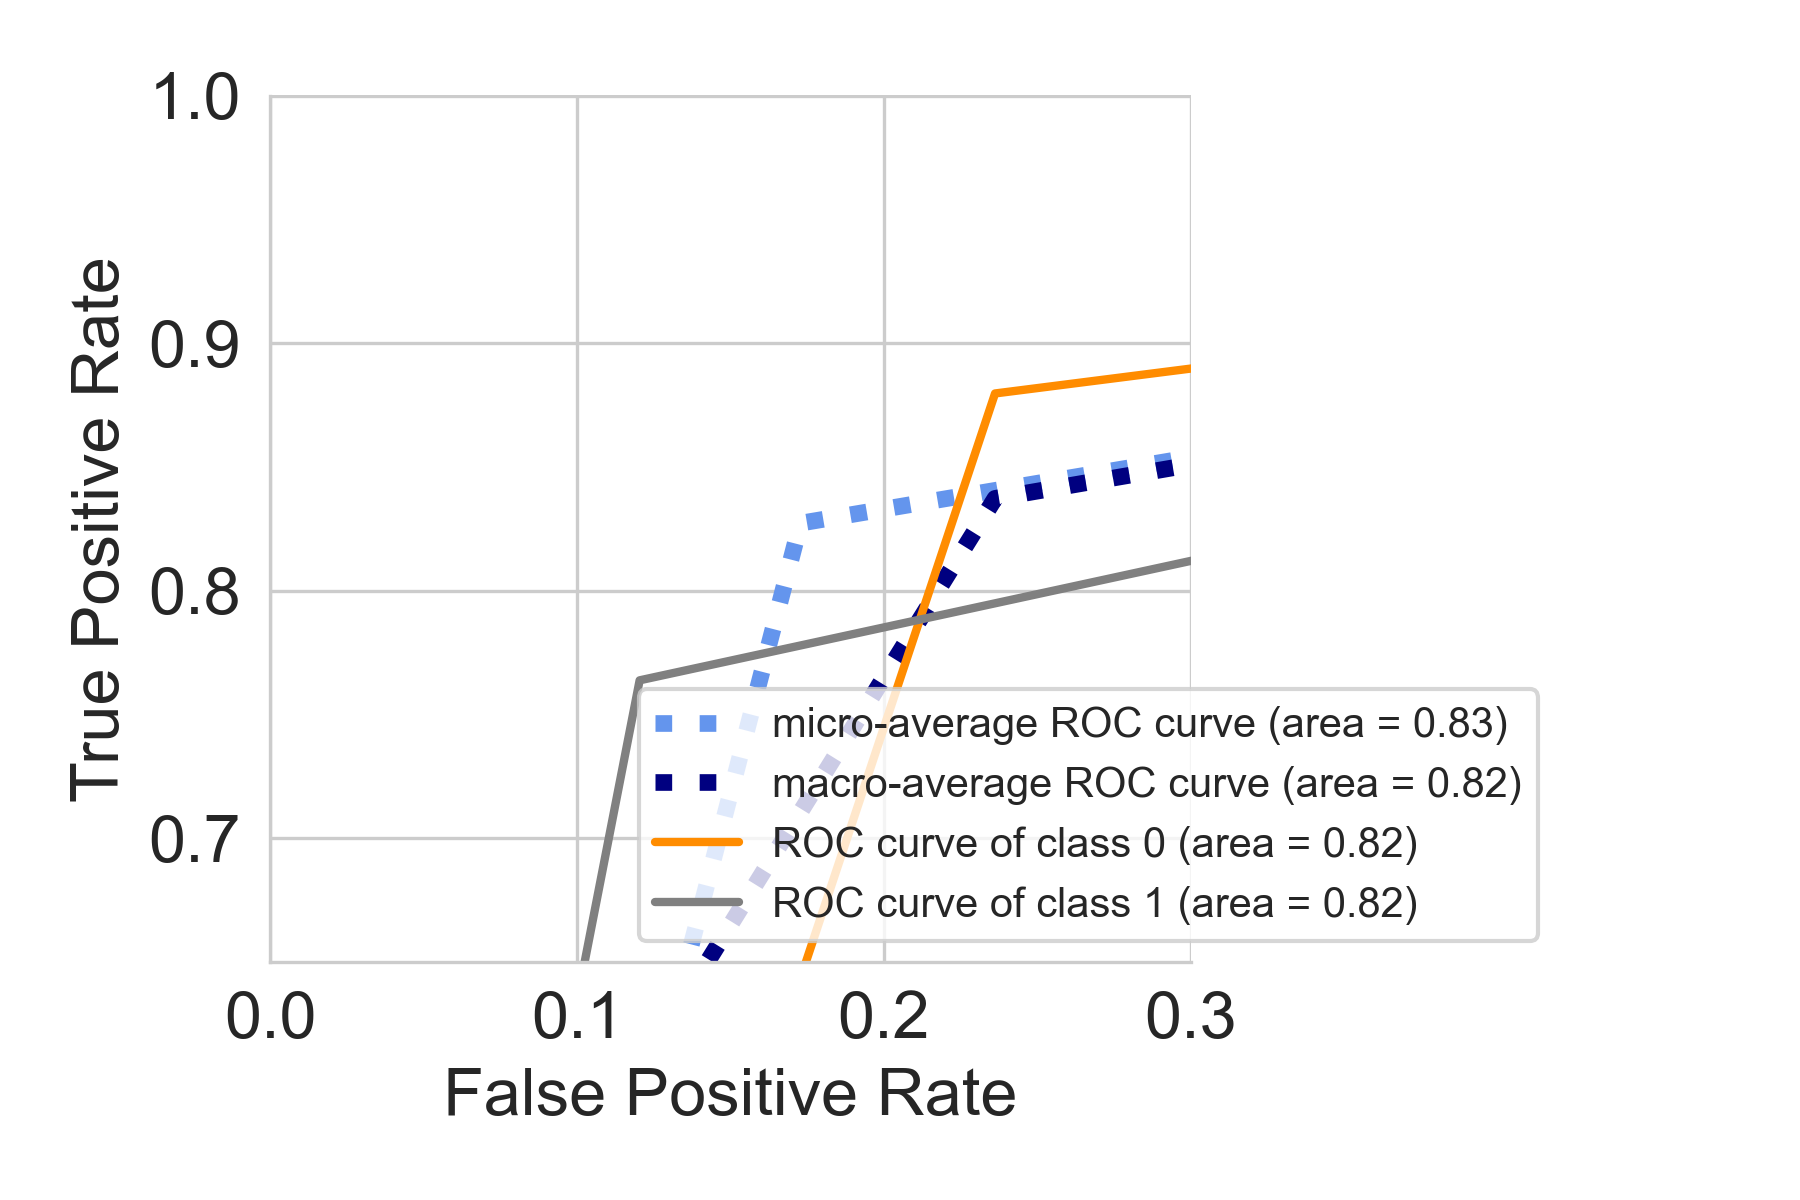 1.0
0.9
0.8
0.7
True Positive Rate
micro-average ROC curve (area = 0.83)
macro-average ROC curve (area = 0.82)
ROC curve of class 0 (area = 0.82)
ROC curve of class 1 (area = 0.82)
0.0 0.1 0.2 0.3
False Positive Rate